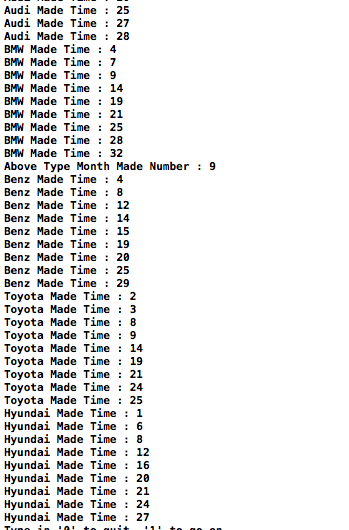 Audi Made Time : 25
Audi Made Time : 27
Audi Made Time : 28
BMW Made Time : 4
BMW Made Time : 7
BMW Made Time : 9
BMW Made Time : 14
BMW Made Time : 19
BMW Made Time : 21
BMW Made Time : 25
BMW Made Time : 28
BMW Made Time : 32
Above Type Month Made Number : 9
Benz Made Time : 4
Benz Made Time : 8
Benz Made Time : 12
Benz Made Time : 14
Benz Made Time : 15
Benz Made Time : 19
Benz Made Time : 20
Benz Made Time : 25
Benz Made Time : 29
Toyota Made Time : 2
Toyota Made Time : 3
Toyota Made Time : 8
Toyota Made Time : 9
Toyota Made Time : 14
Toyota Made Time : 19
Toyota Made Time : 21
Toyota Made Time : 24
Toyota Made Time : 25
Hyundai Made Time : 1
Hyundai Made Time : 6
Hyundai Made Time : 8
Hyundai Made Time : 12
Hyundai Made Time : 16
Hyundai Made Time : 20
Hyundai Made Time : 21
Hyundai Made Time : 24
Hyundai Made Time : 27
Type in '0' to quit, '1' to go on